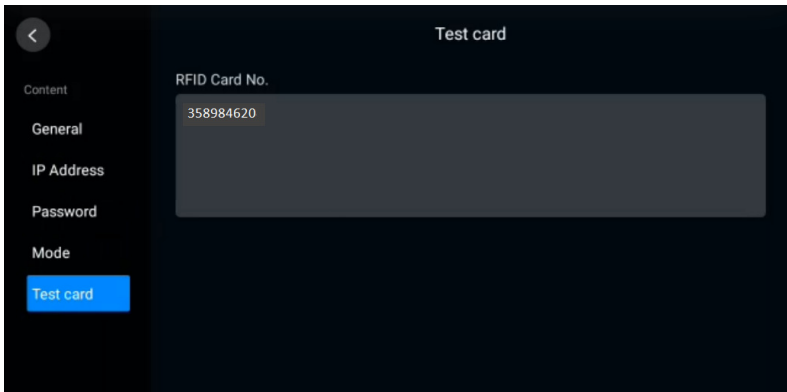 Test card
Content
General
IP Address
Password
Mode
Test card
RFID Card No.
358984620